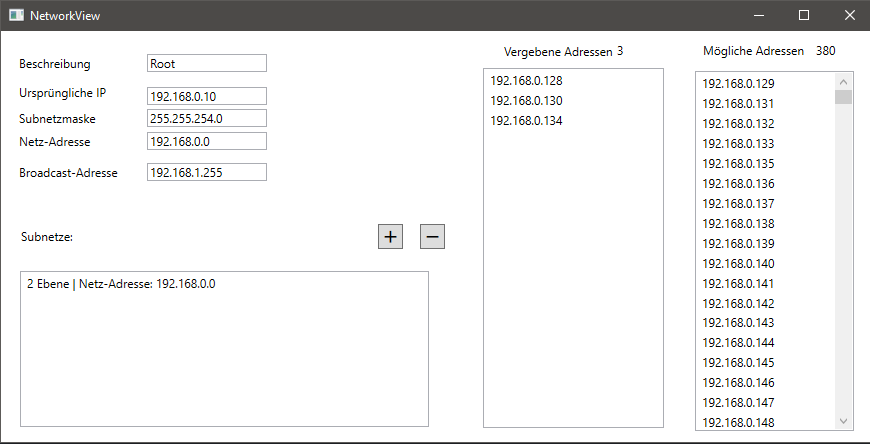 NetworkView
Beschreibung Root
Ursprüngliche IP 192.168.0.10
Subnetzmaske 255.255.254.0
Netz-Adresse 192.168.0.0
Broadcast-Adresse 192.168.1.255
Subnetze: + −
2 Ebene | Netz-Adresse: 192.168.0.0
Vergebene Adressen 3
192.168.0.128
192.168.0.130
192.168.0.134
Mögliche Adressen 380
192.168.0.129
192.168.0.131
192.168.0.132
192.168.0.133
192.168.0.135
192.168.0.136
192.168.0.137
192.168.0.138
192.168.0.139
192.168.0.140
192.168.0.141
192.168.0.142
192.168.0.143
192.168.0.144
192.168.0.145
192.168.0.146
192.168.0.147
192.168.0.148